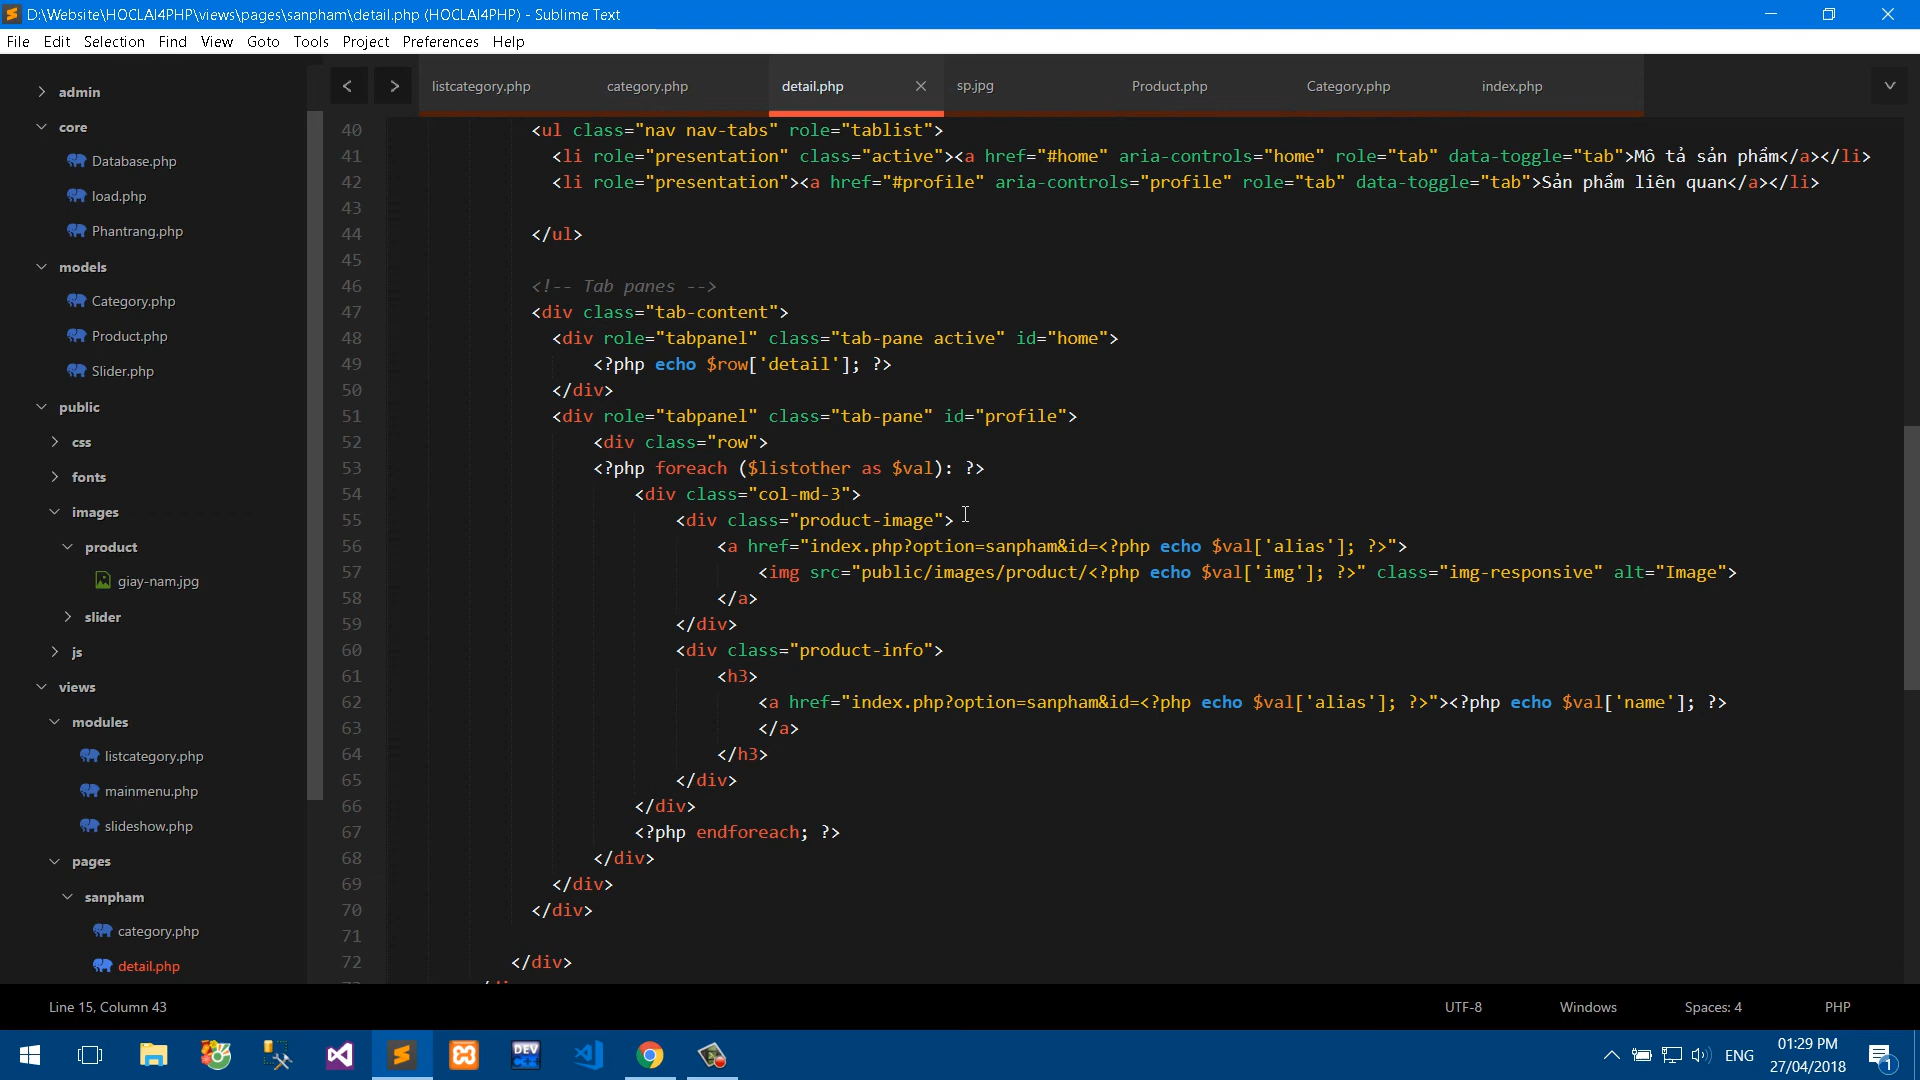 D:\Website\HOCLAI4PHP\views\pages\sanpham\detail.php (HOCLAI4PHP) - Sublime Text
File Edit Selection Find View Goto Tools Project Preferences Help
listcategory.php category.php detail.php sp.jpg Product.php Category.php index.php
admin
core
Database.php
load.php
Phantrang.php
models
Category.php
Product.php
Slider.php
public
css
fonts
images
product
giay-nam.jpg
slider
js
views
modules
listcategory.php
mainmenu.php
slideshow.php
pages
sanpham
category.php
detail.php
40 <ul class="nav nav-tabs" role="tablist">
41 <li role="presentation" class="active"><a href="#home" aria-controls="home" role="tab" data-toggle="tab">Mô tả sản phẩm</a></li>
42 <li role="presentation"><a href="#profile" aria-controls="profile" role="tab" data-toggle="tab">Sản phẩm liên quan</a></li>
43
44 </ul>
45
46 <!-- Tab panes -->
47 <div class="tab-content">
48 <div role="tabpanel" class="tab-pane active" id="home">
49 <?php echo $row['detail']; ?>
50 </div>
51 <div role="tabpanel" class="tab-pane" id="profile">
52 <div class="row">
53 <?php foreach ($listother as $val): ?>
54 <div class="col-md-3">
55 <div class="product-image">
56 <a href="index.php?option=sanpham&id=<?php echo $val['alias']; ?>">
57 <img src="public/images/product/<?php echo $val['img']; ?>" class="img-responsive" alt="Image">
58 </a>
59 </div>
60 <div class="product-info">
61 <h3>
62 <a href="index.php?option=sanpham&id=<?php echo $val['alias']; ?>"><?php echo $val['name']; ?>
63 </a>
64 </h3>
65 </div>
66 </div>
67 <?php endforeach; ?>
68 </div>
69 </div>
70 </div>
71
72 </div>
Line 15, Column 43 UTF-8 Windows Spaces: 4 PHP
DEV
ENG
01:29 PM
27/04/2018
1